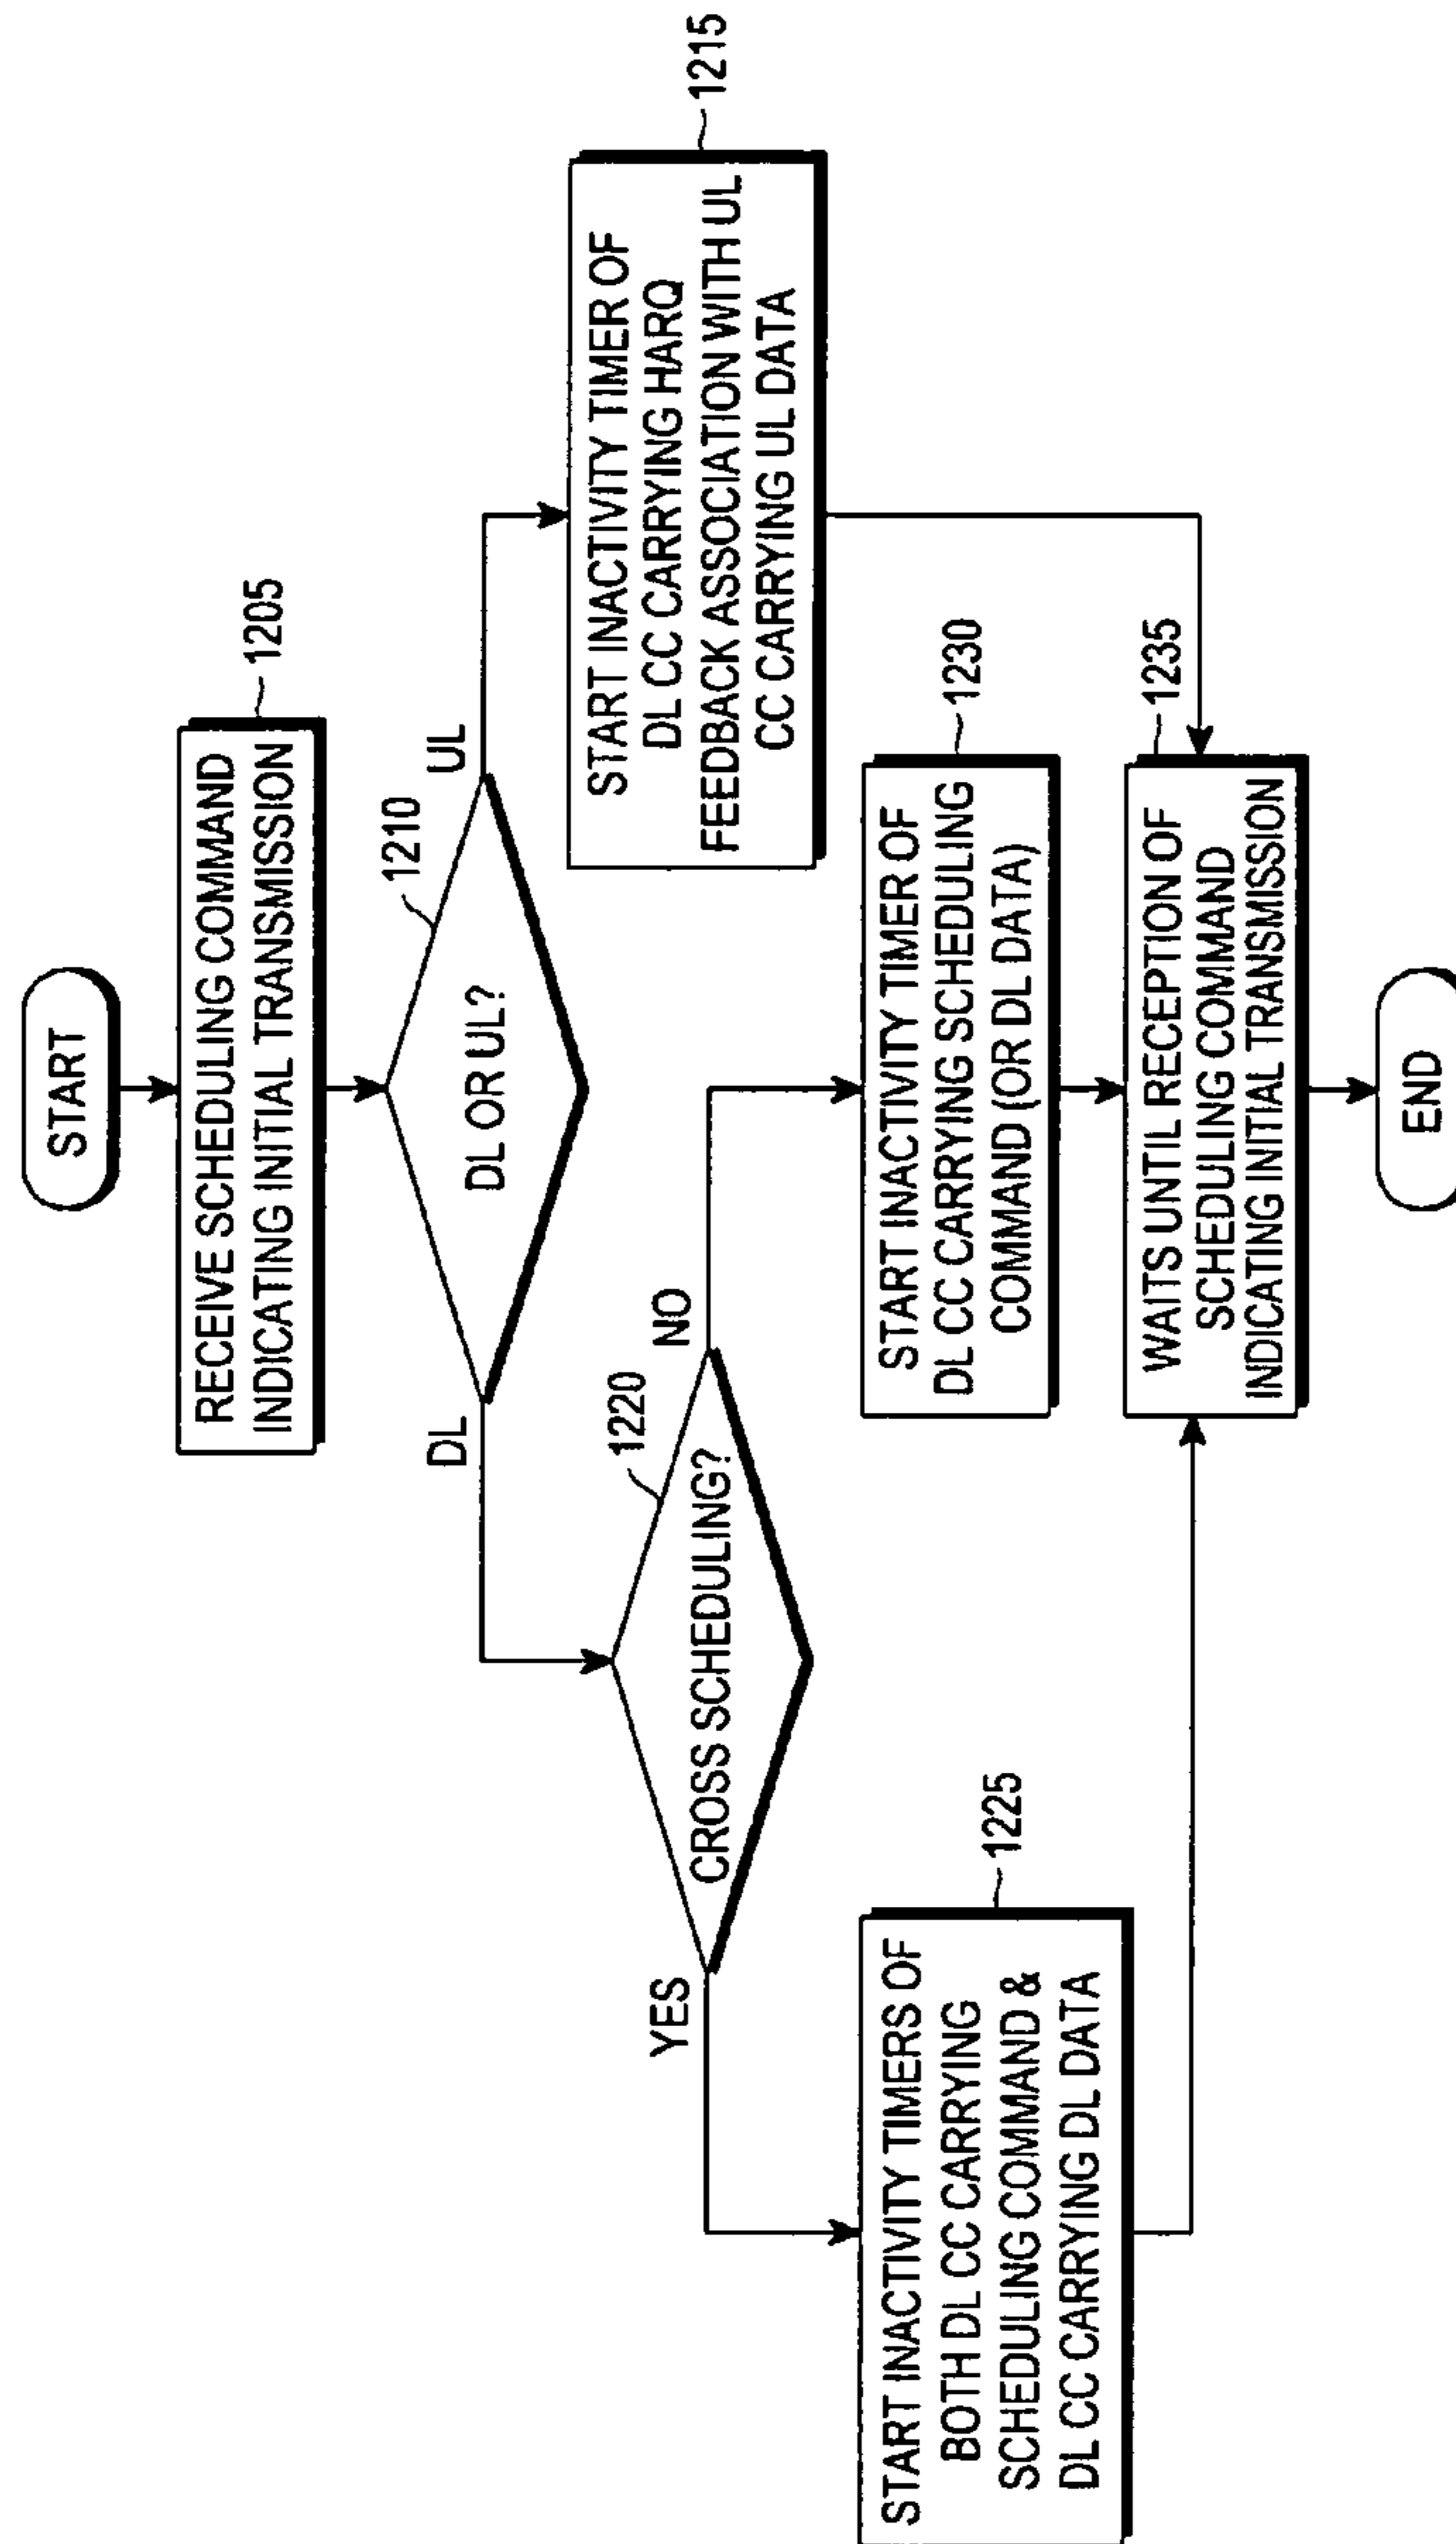 START
RECEIVE SCHEDULING COMMAND
INDICATING INITIAL TRANSMISSION
1205
DL OR UL?
1210
DL
UL
CROSS SCHEDULING?
1220
YES
NO
START INACTIVITY TIMER OF
DL CC CARRYING HARQ
FEEDBACK ASSOCIATION WITH UL
CC CARRYING UL DATA
1215
START INACTIVITY TIMERS OF
BOTH DL CC CARRYING
SCHEDULING COMMAND &
DL CC CARRYING DL DATA
1225
START INACTIVITY TIMER OF
DL CC CARRYING SCHEDULING
COMMAND (OR DL DATA)
1230
WAITS UNTIL RECEPTION OF
SCHEDULING COMMAND
INDICATING INITIAL TRANSMISSION
1235
END